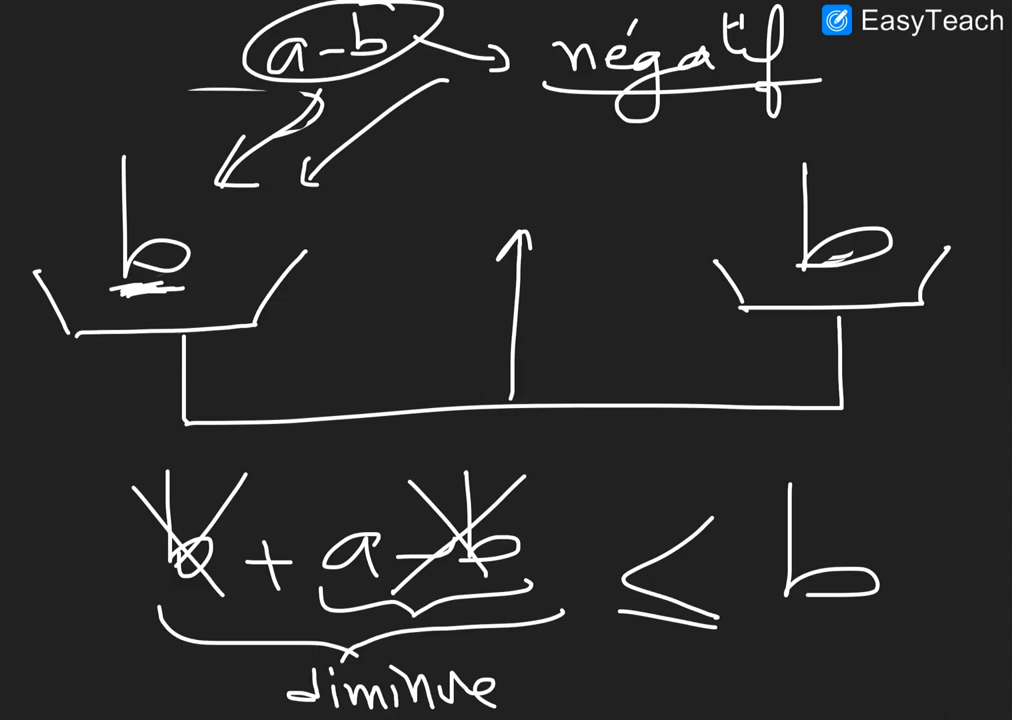 EasyTeach
a-b → négatif
b b
b + a - b ≤ b
diminue